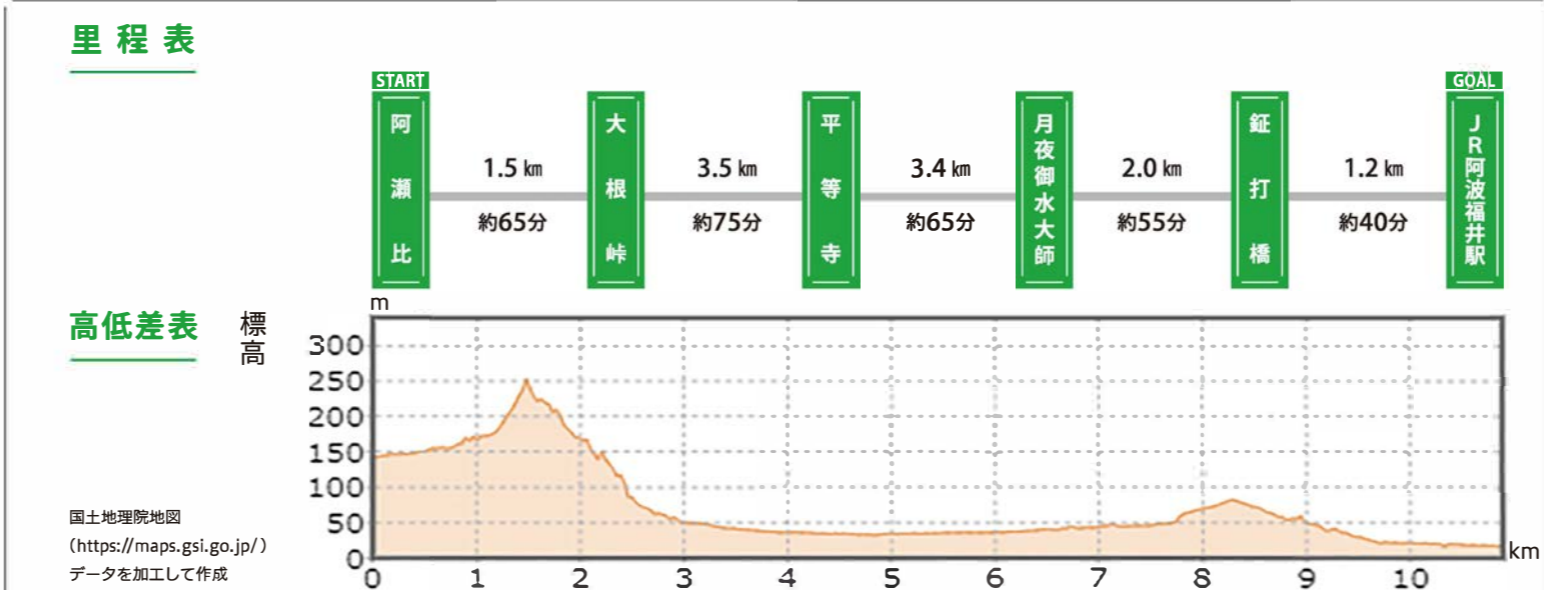 里程表
START
GOAL
阿瀬比
1.5 ㎞
約65分
大根峠
3.5 ㎞
約75分
平等寺
3.4 ㎞
約65分
月夜御水大師
2.0 ㎞
約55分
鉦打橋
1.2 ㎞
約40分
JR阿波福井駅
高低差表
標高
m
300
250
200
150
100
50
0
0 1 2 3 4 5 6 7 8 9 10
km
国土地理院地図
(https://maps.gsi.go.jp/)
データを加工して作成